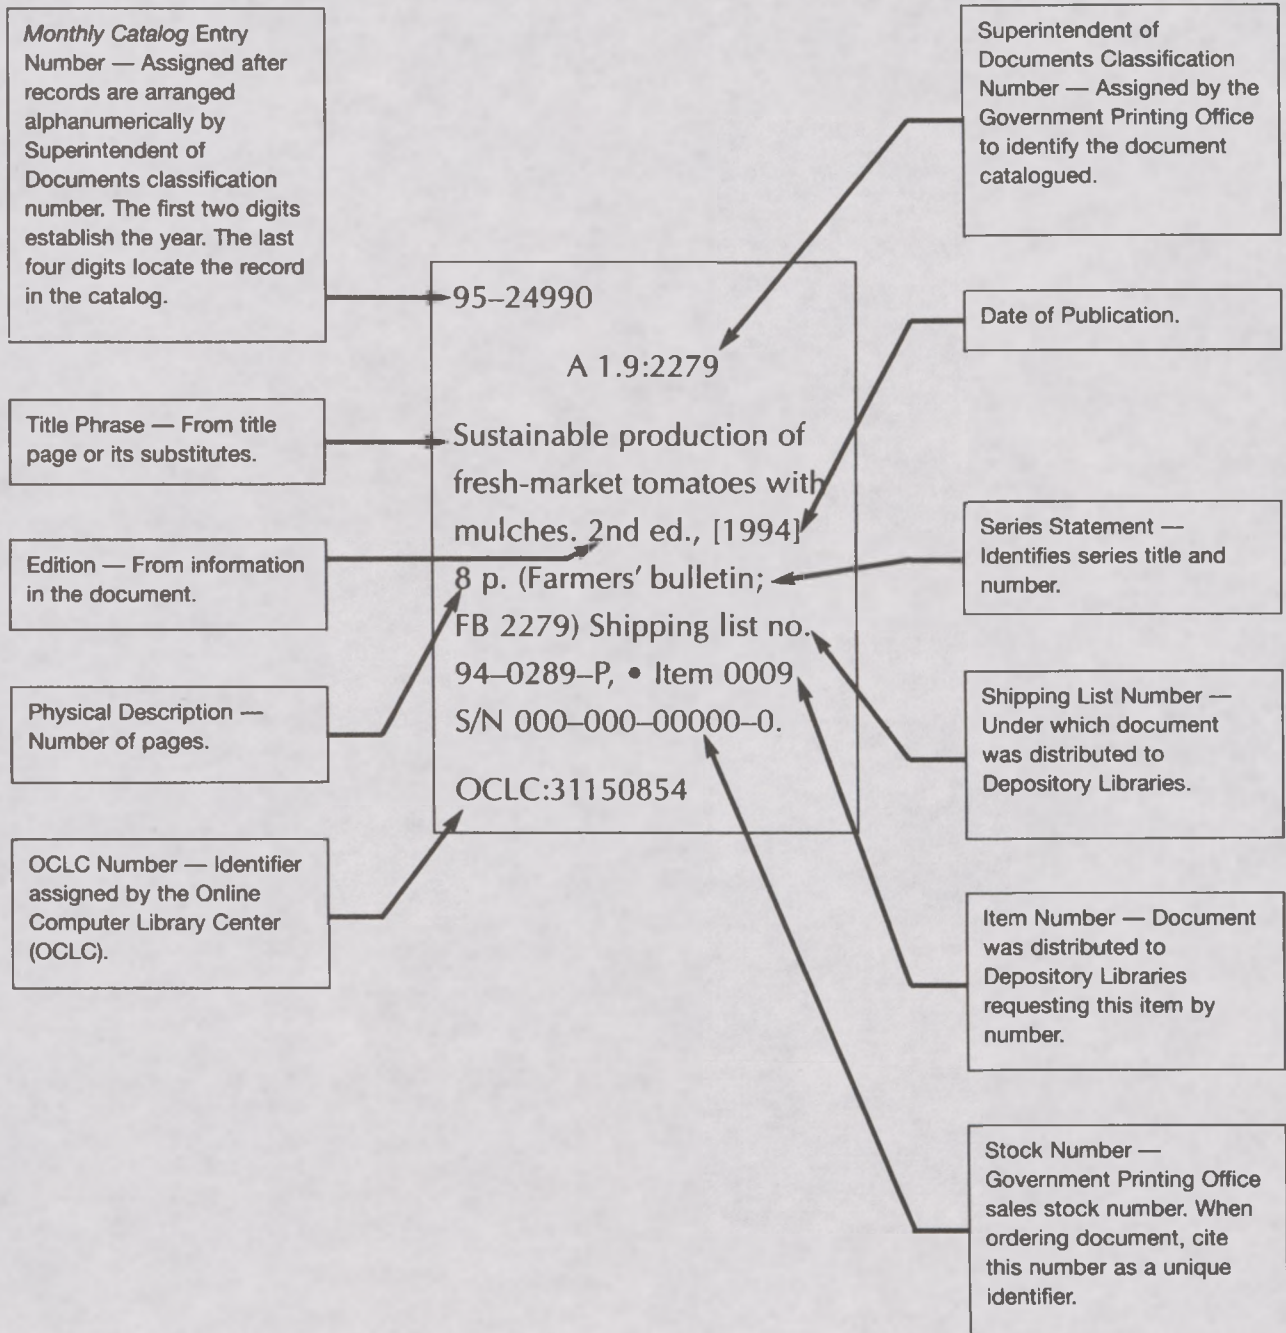 Monthly Catalog Entry
Number — Assigned after
records are arranged
alphanumerically by
Superintendent of
Documents classification
number. The first two digits
establish the year. The last
four digits locate the record
in the catalog.
Title Phrase — From title
page or its substitutes.
Edition — From information
in the document.
Physical Description —
Number of pages.
OCLC Number — Identifier
assigned by the Online
Computer Library Center
(OCLC).
95–24990
A 1.9:2279
Sustainable production of
fresh-market tomatoes with
mulches. 2nd ed., [1994]
8 p. (Farmers’ bulletin;
FB 2279) Shipping list no.
94–0289–P, • Item 0009
S/N 000–000–00000–0.
OCLC:31150854
Superintendent of
Documents Classification
Number — Assigned by the
Government Printing Office
to identify the document
catalogued.
Date of Publication.
Series Statement —
Identifies series title and
number.
Shipping List Number —
Under which document
was distributed to
Depository Libraries.
Item Number — Document
was distributed to
Depository Libraries
requesting this item by
number.
Stock Number —
Government Printing Office
sales stock number. When
ordering document, cite
this number as a unique
identifier.